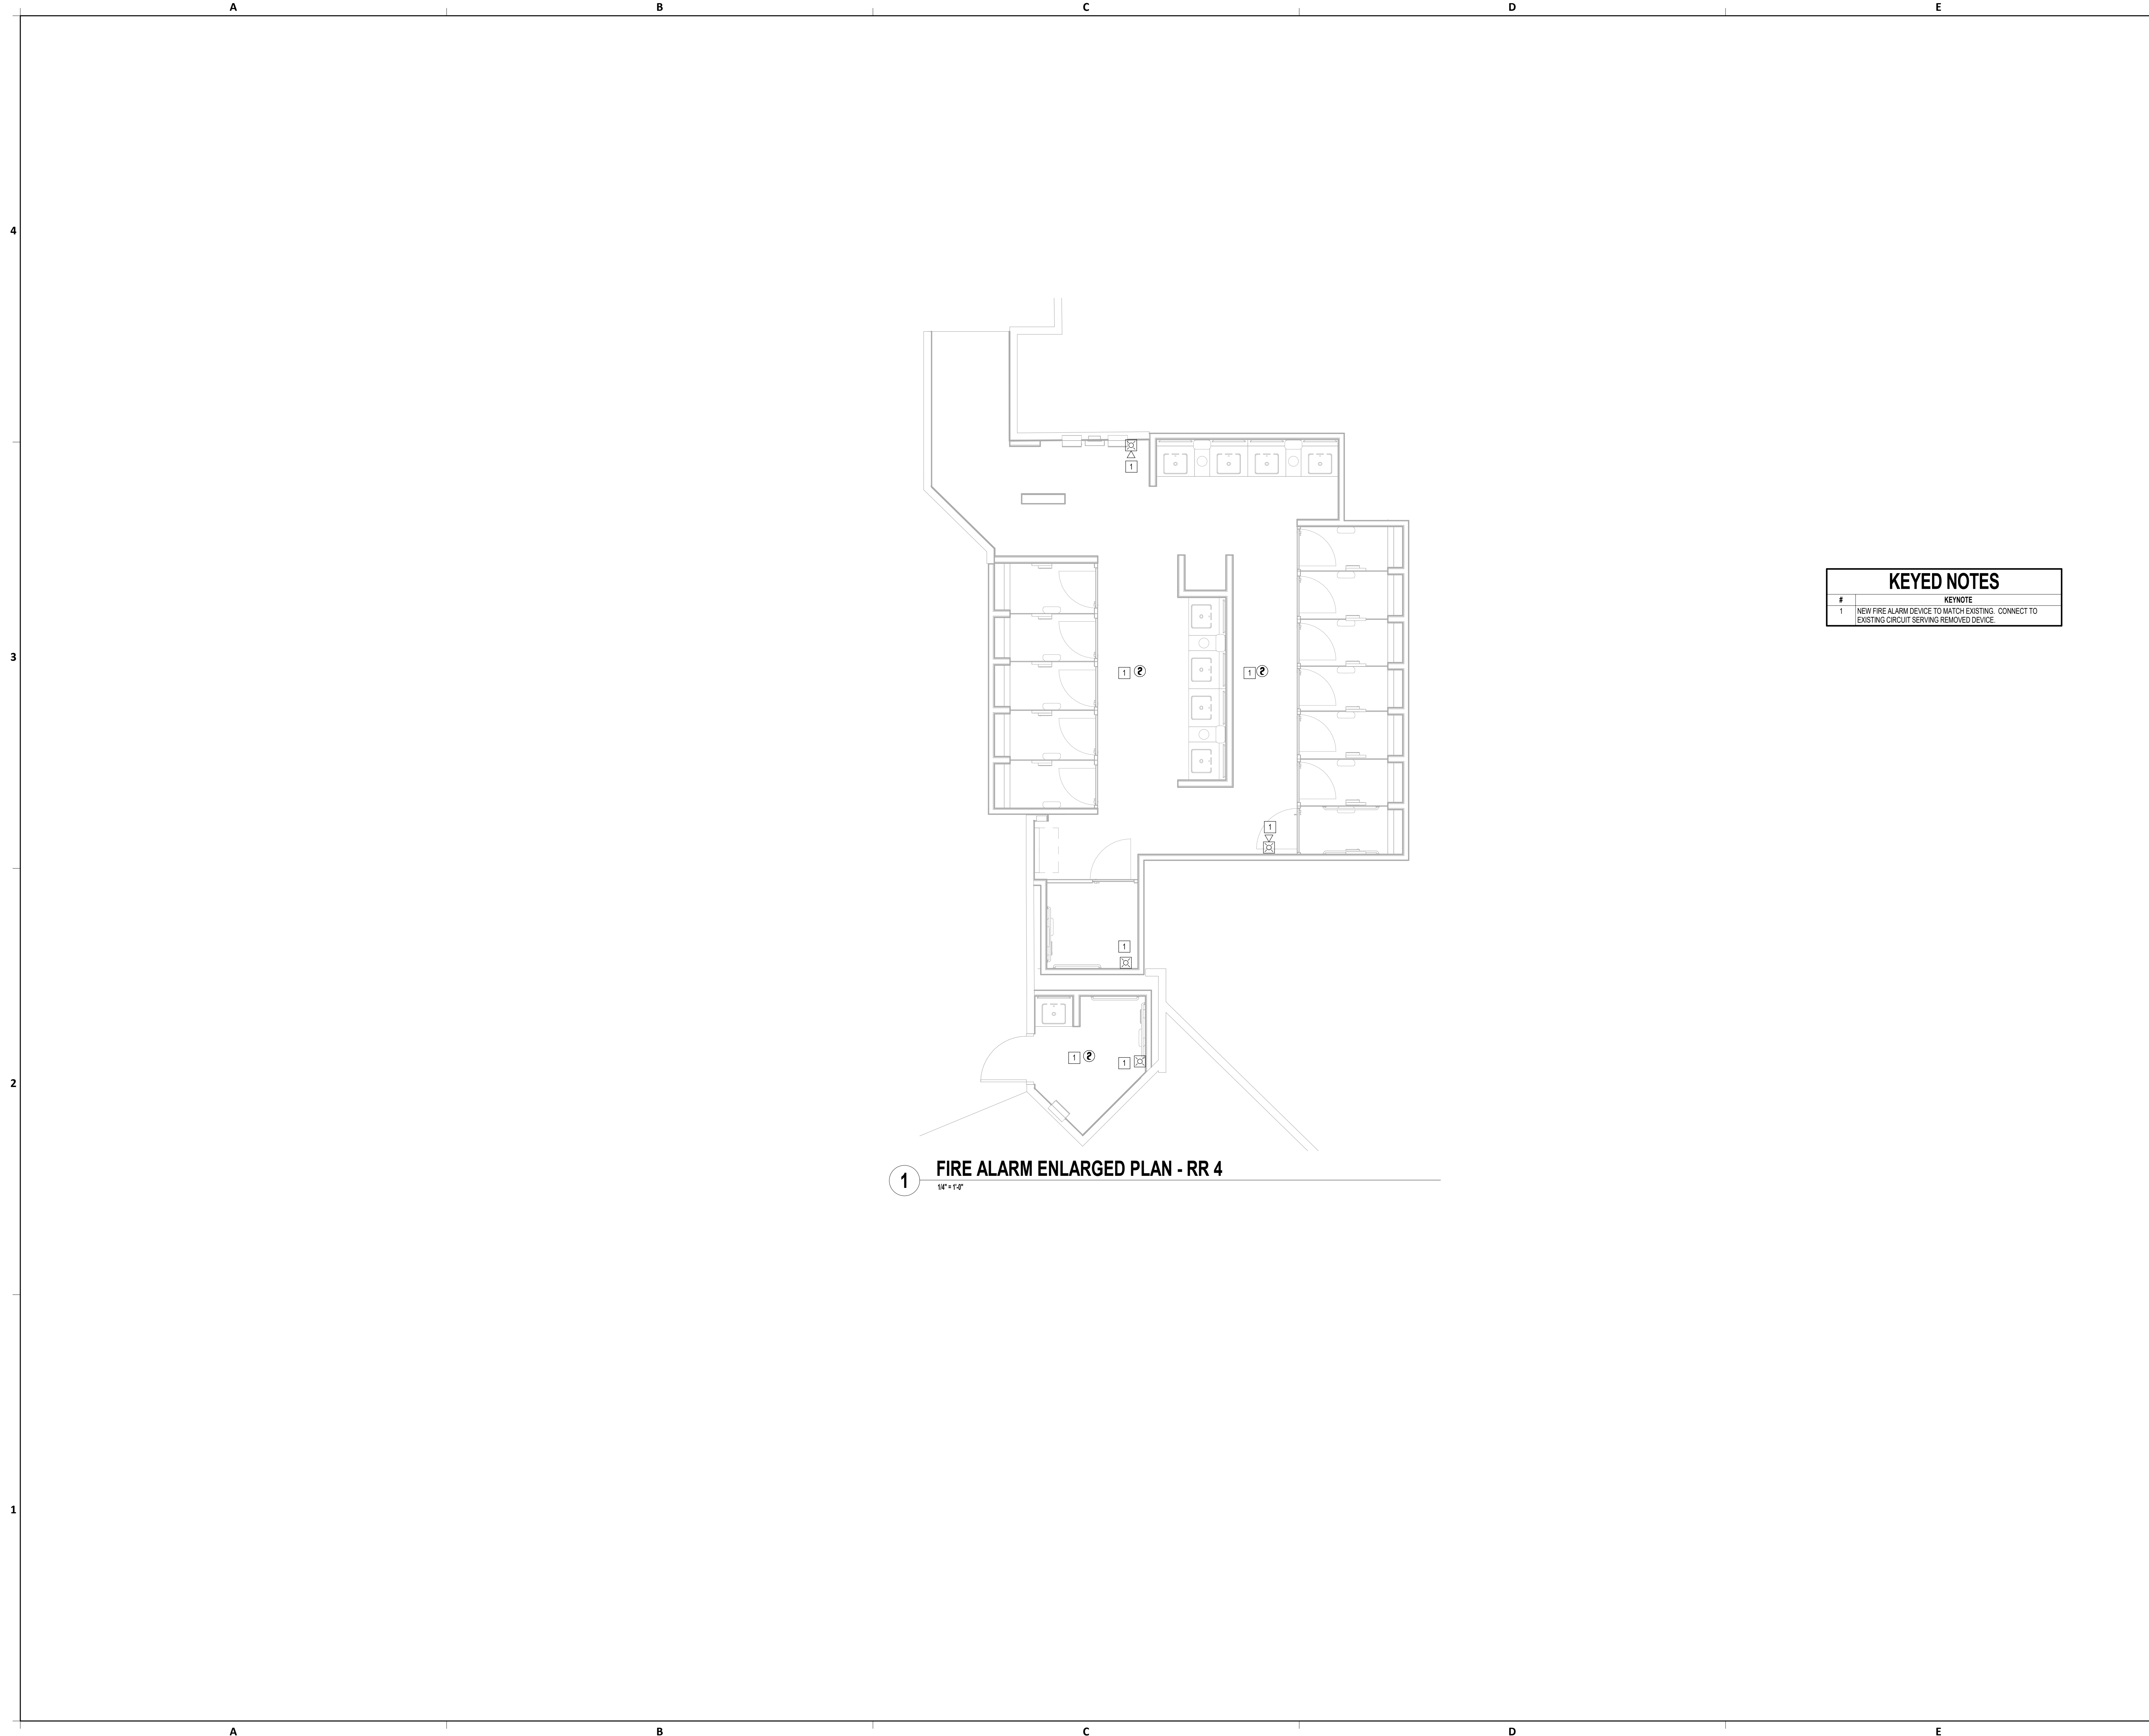 A B C D E
4
1
KEYED NOTES
# KEYNOTE
1 NEW FIRE ALARM DEVICE TO MATCH EXISTING. CONNECT TO
EXISTING CIRCUIT SERVING REMOVED DEVICE.
3
1 S 1 S
1
1
2
1 S 1
1 FIRE ALARM ENLARGED PLAN - RR 4
1/4" = 1'-0"
1
A B C D E